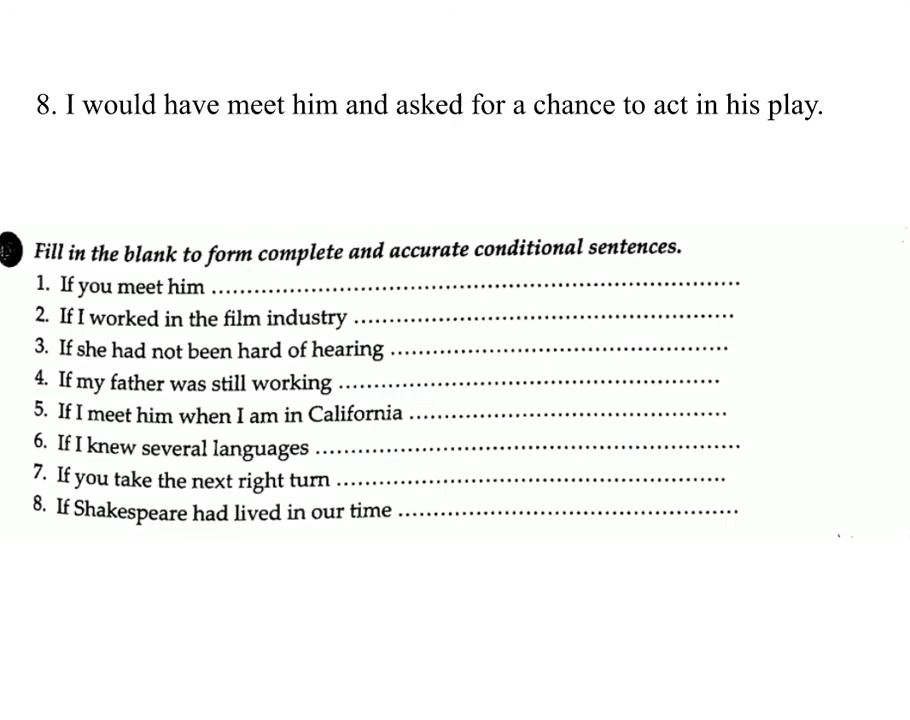 8. I would have meet him and asked for a chance to act in his play.
Fill in the blank to form complete and accurate conditional sentences.
1. If you meet him ........................................................................
2. If I worked in the film industry ....................................................
3. If she had not been hard of hearing ..............................................
4. If my father was still working .....................................................
5. If I meet him when I am in California ............................................
6. If I knew several languages ..........................................................
7. If you take the next right turn .....................................................
8. If Shakespeare had lived in our time ..............................................